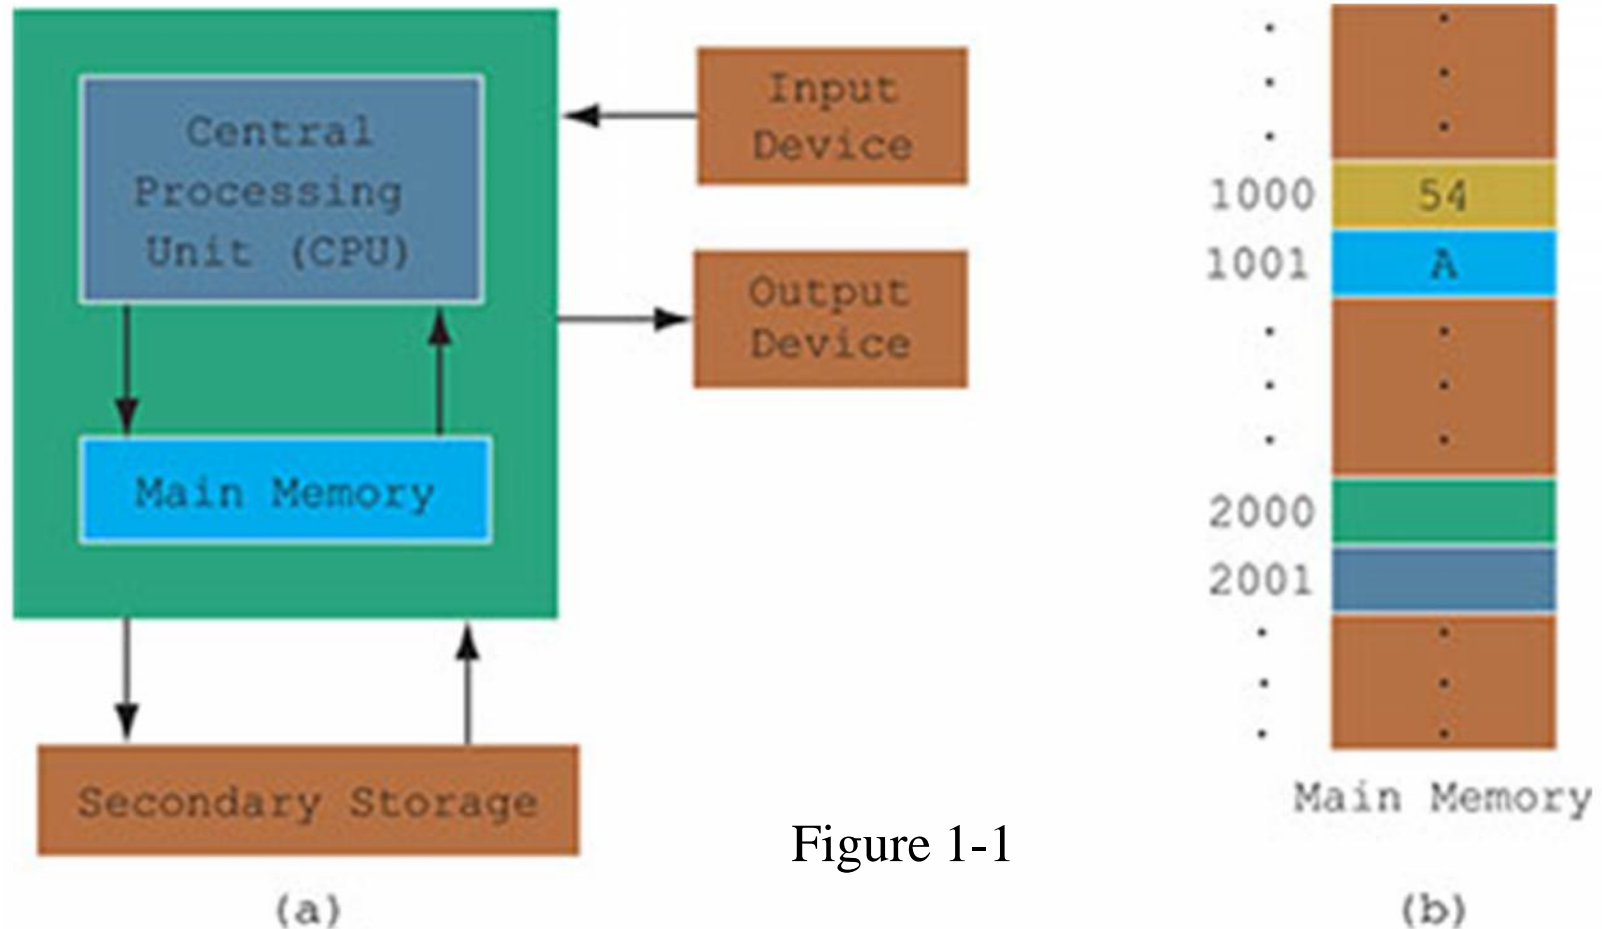 Central
Processing
Unit (CPU)
Main Memory
Secondary Storage
Input
Device
Output
Device
(a)
Figure 1-1
1000 54
1001 A
2000
2001
Main Memory
(b)